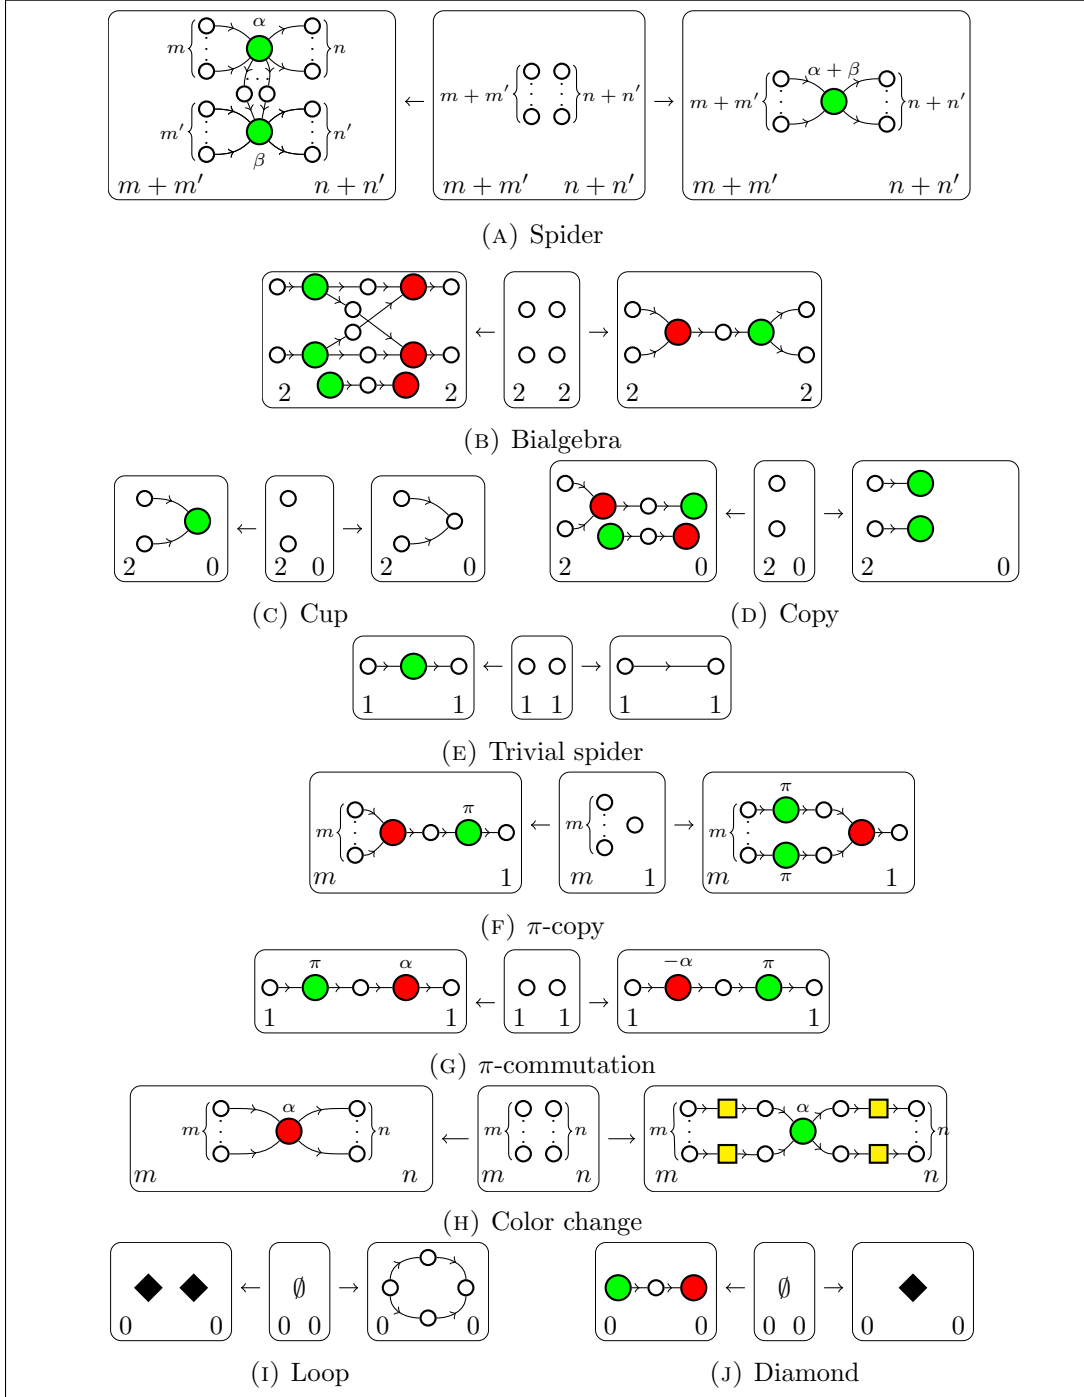 α
m n
m + m′ n + n′ α + β
m + m′ n + n′
m′ n′
β
m + m′ n + n′ ← m + m′ n + n′ → m + m′ n + n′
(A) Spider
2 2 ← 2 2 → 2 2
(B) Bialgebra
2 0 ← 2 0 → 2 0
2 0 ← 2 0 → 2 0
(C) Cup
(D) Copy
1 1 ← 1 1 → 1 1
(E) Trivial spider
π π
m m m
π
m 1 ← m 1 → m 1
(F) π-copy
π α −α π
1 1 ← 1 1 → 1 1
(G) π-commutation
α α
m n m n m n
m n ← m n → m n
(H) Color change
∅ ∅
0 0 ← 0 0 → 0 0
0 0 ← 0 0 → 0 0
(I) Loop
(J) Diamond